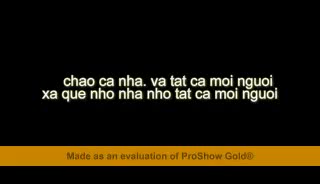 chao ca nha. va tat ca moi nguoi
xa que nho nha nho tat ca moi nguoi
Made as an evaluation of ProShow Gold®